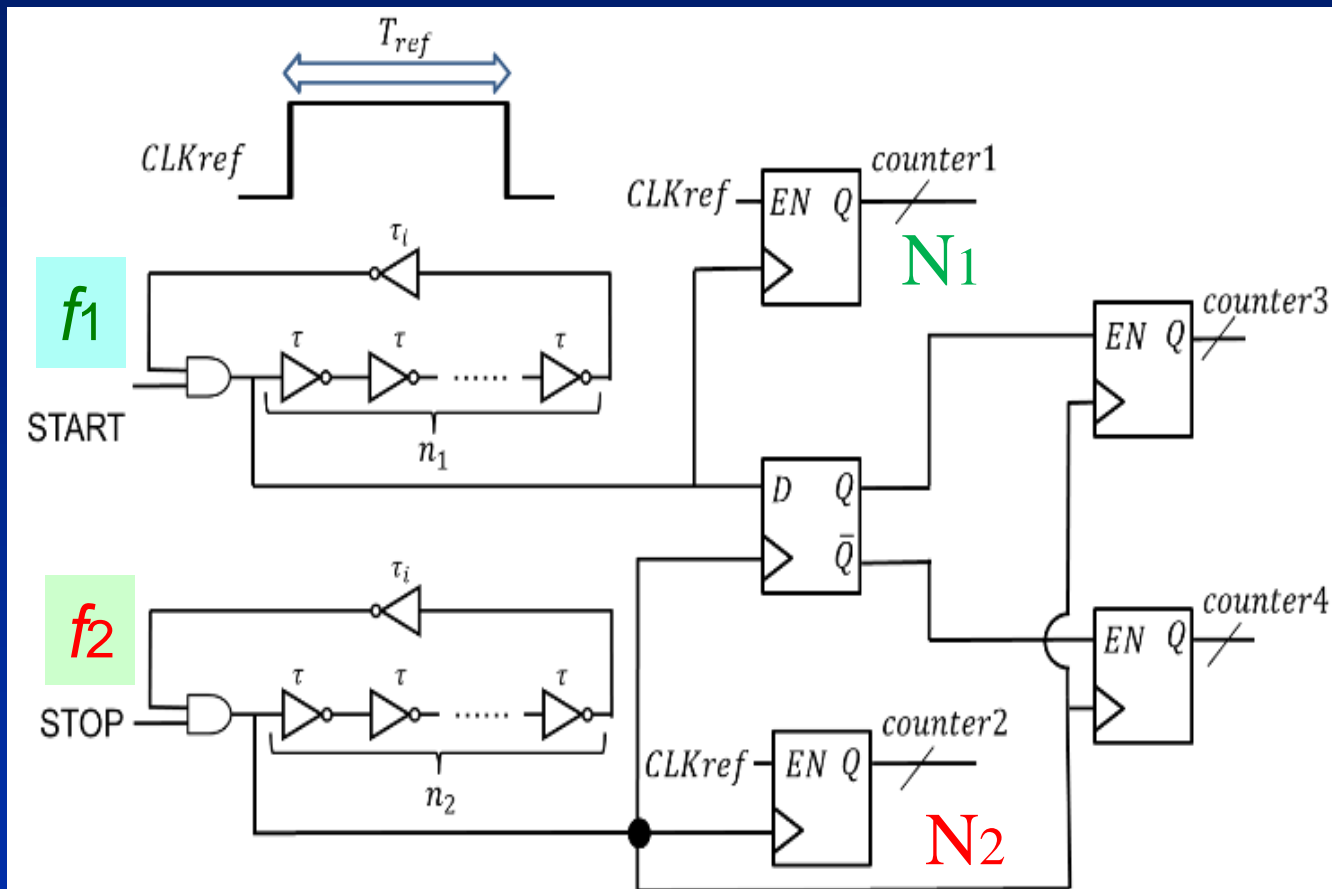 T_ref
CLKref
CLKref
EN Q
counter1
N1
τ_i
f1
τ τ ...... τ
START
n_1
EN Q
counter3
D Q
Q̄
τ_i
f2
τ τ ...... τ
STOP
n_2
EN Q
counter4
CLKref
EN Q
counter2
N2